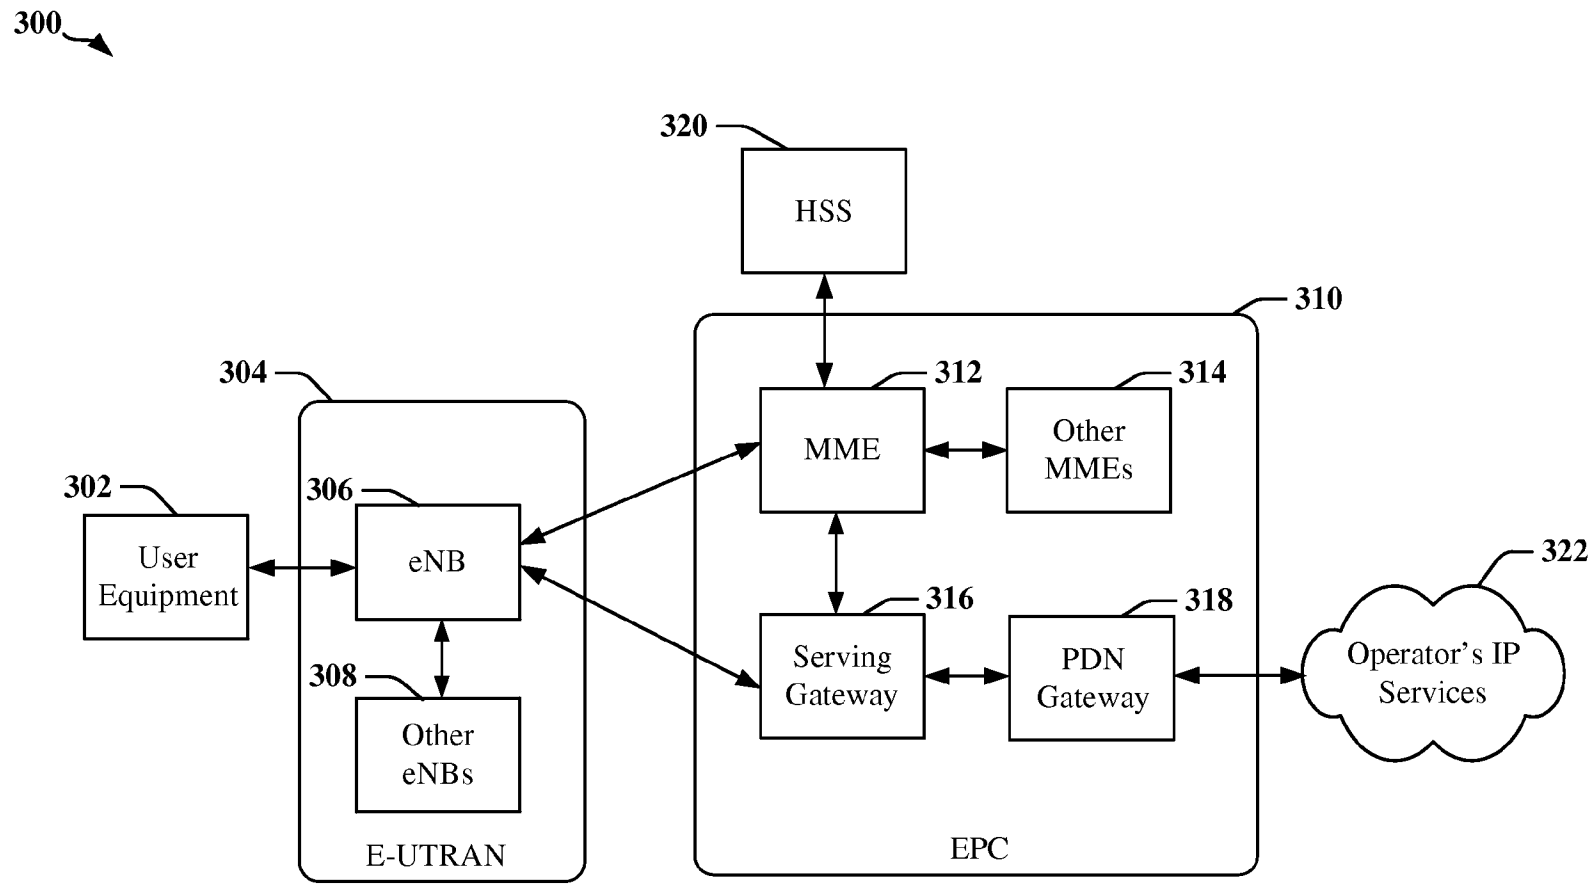 300
320
HSS
310
304
312
314
MME
Other
MMEs
302
306
User
Equipment
eNB
322
316
318
308
Serving
Gateway
PDN
Gateway
Operator's IP
Services
Other
eNBs
E-UTRAN
EPC